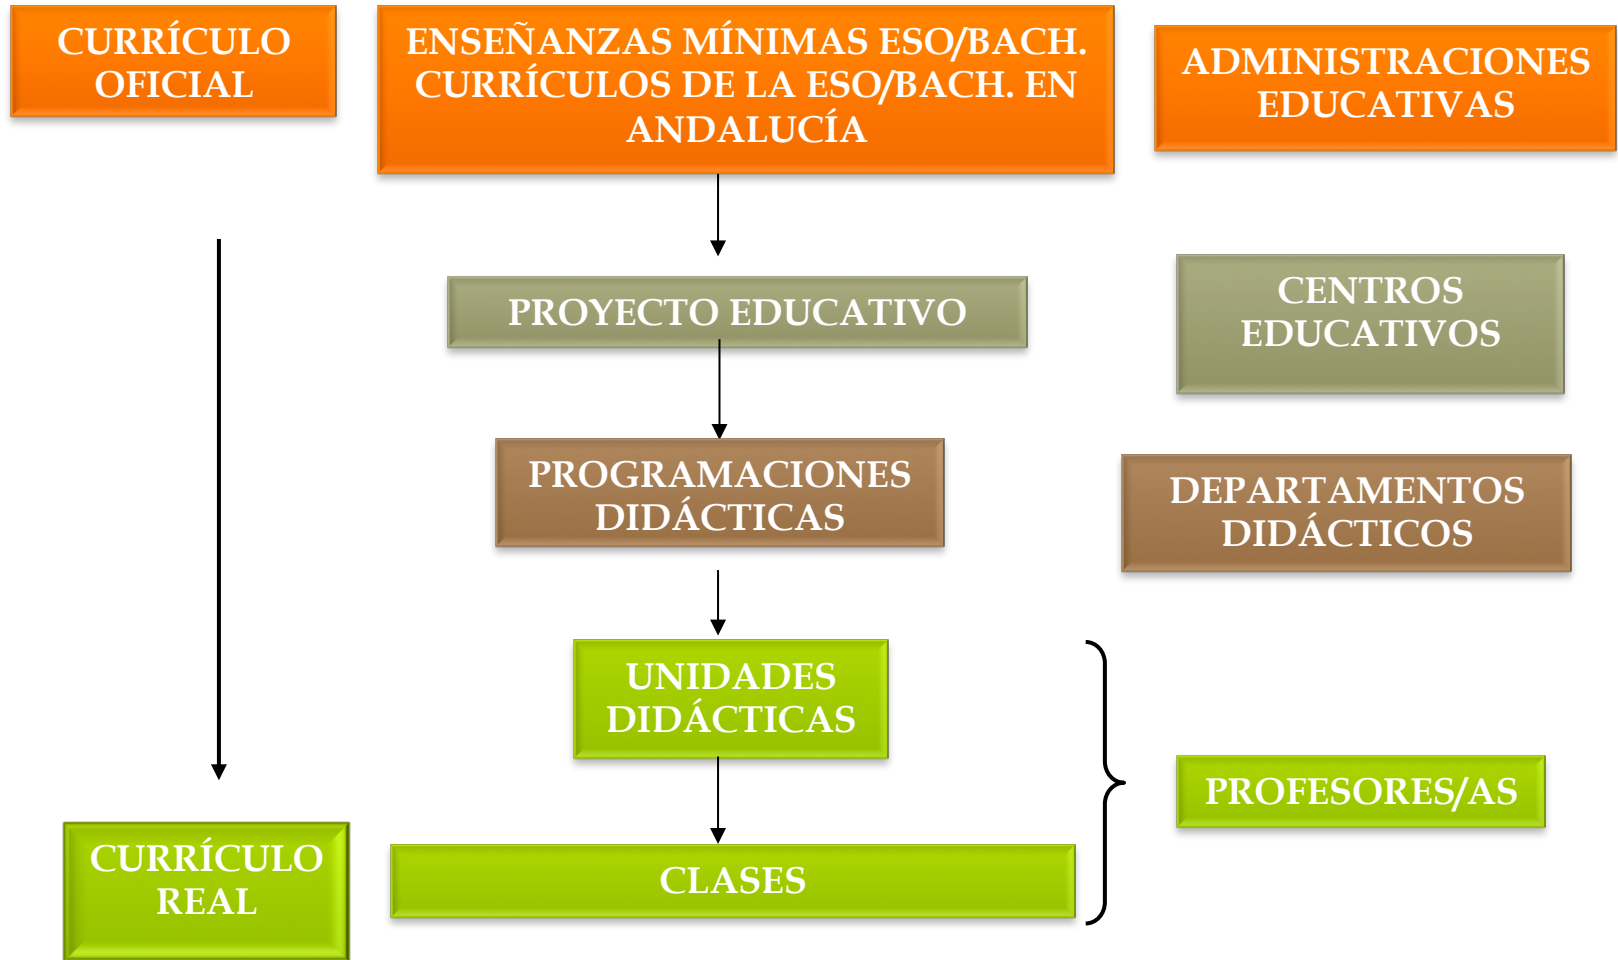 CURRÍCULO
OFICIAL
ENSEÑANZAS MÍNIMAS ESO/BACH.
CURRÍCULOS DE LA ESO/BACH. EN
ANDALUCÍA
ADMINISTRACIONES
EDUCATIVAS
PROYECTO EDUCATIVO
CENTROS
EDUCATIVOS
PROGRAMACIONES
DIDÁCTICAS
DEPARTAMENTOS
DIDÁCTICOS
UNIDADES
DIDÁCTICAS
PROFESORES/AS
CURRÍCULO
REAL
CLASES